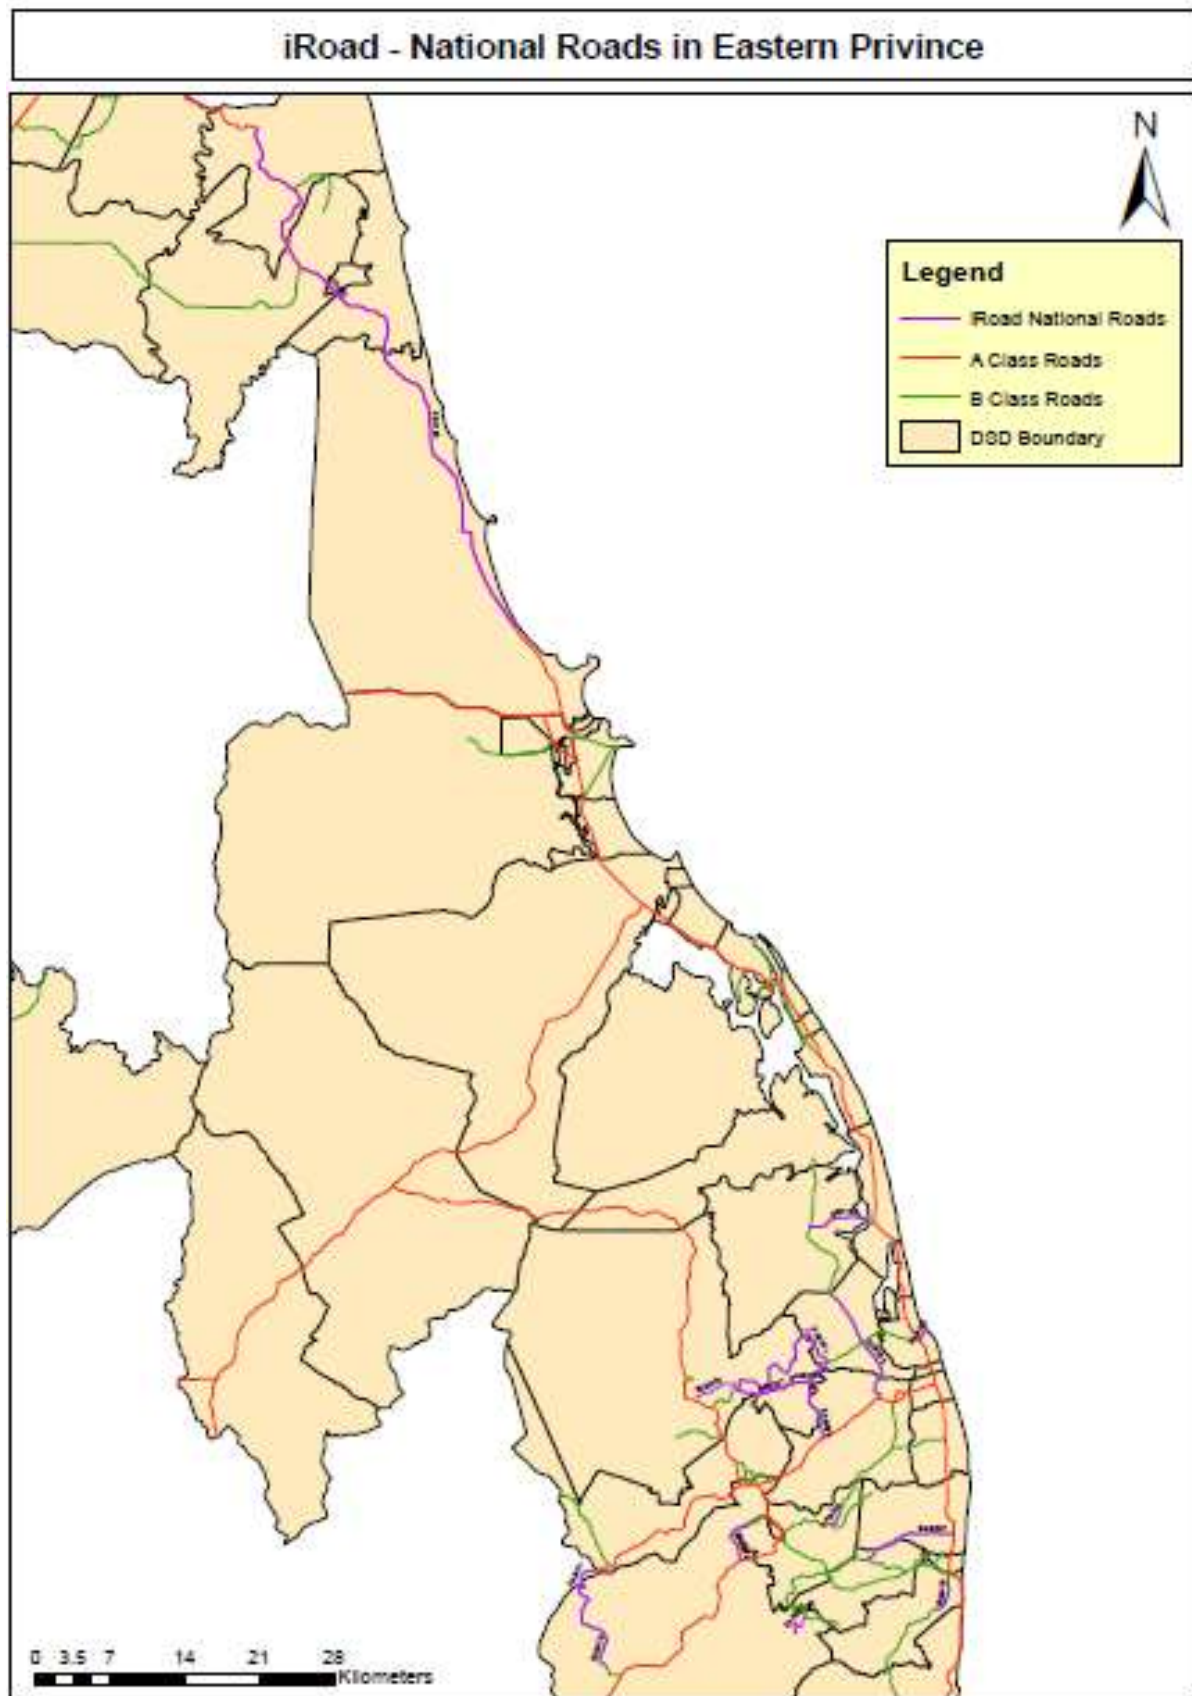 iRoad - National Roads in Eastern Privince
N
Legend
iRoad National Roads
A Class Roads
B Class Roads
DSD Boundary
0 3.5 7 14 21 28
Kilometers